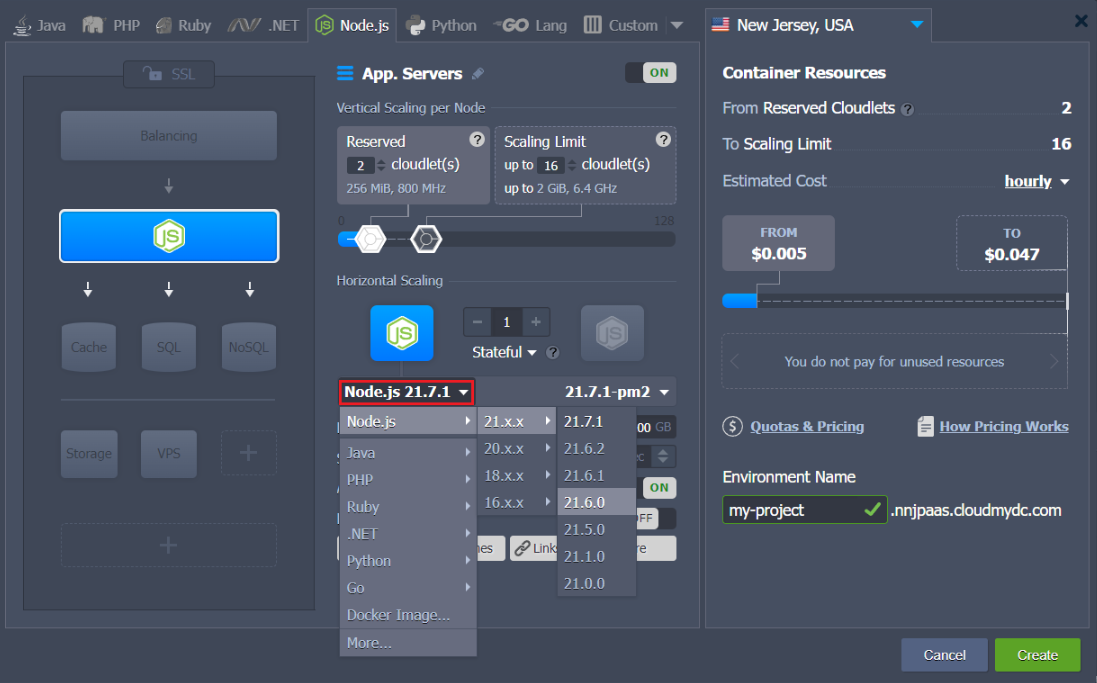 Java PHP Ruby .NET Node.js Python GO Lang Custom
SSL
Balancing
JS
Cache SQL NoSQL
Storage VPS
App. Servers ON
Vertical Scaling per Node
Reserved ?
2 cloudlet(s)
256 MiB, 800 MHz
Scaling Limit ?
up to 16 cloudlet(s)
up to 2 GiB, 6.4 GHz
0 128
Horizontal Scaling
JS - 1 + JS
Stateful ?
Node.js 21.7.1 21.7.1-pm2
Node.js
Java
PHP
Ruby
.NET
Python
Go
Docker Image...
More...
21.x.x
20.x.x
18.x.x
16.x.x
21.7.1
21.6.2
21.6.1
21.6.0
21.5.0
21.1.0
21.0.0
00 GB
ec
ON
FF
nes Links re
New Jersey, USA
Container Resources
From Reserved Cloudlets ? 2
To Scaling Limit 16
Estimated Cost hourly
FROM
$0.005
TO
$0.047
You do not pay for unused resources
$ Quotas & Pricing How Pricing Works
Environment Name
my-project .nnjpaas.cloudmydc.com
Cancel Create